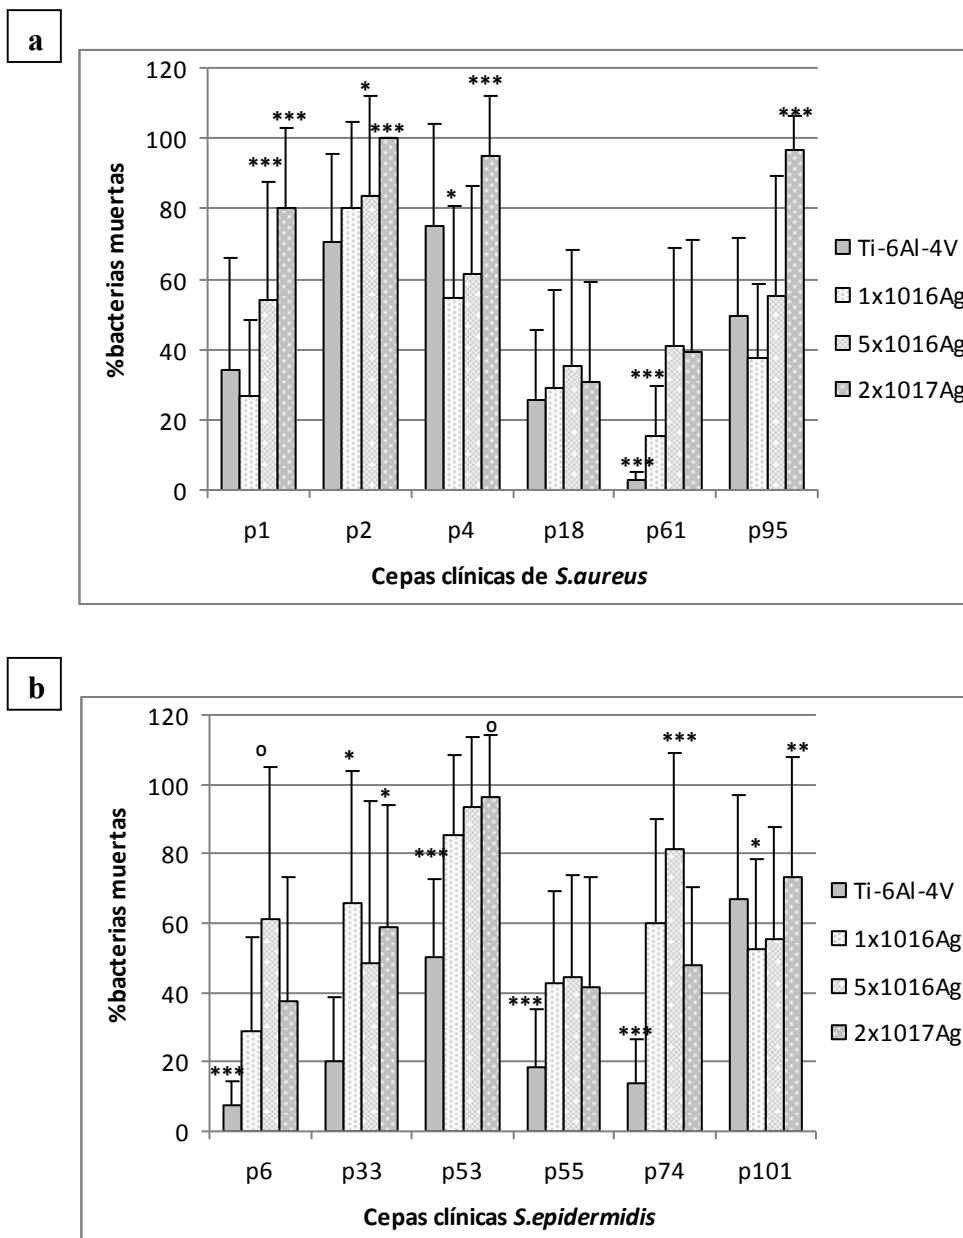 a
120
100
80
60
40
20
0
%bacterias muertas
***
***
*
***
*
***
***
***
***
p1 p2 p4 p18 p61 p95
Cepas clínicas de S.aureus
Ti-6Al-4V
1x1016Ag
5x1016Ag
2x1017Ag
b
120
100
80
60
40
20
0
%bacterias muertas
***
o
*
*
***
o
***
***
***
*
**
p6 p33 p53 p55 p74 p101
Cepas clínicas S.epidermidis
Ti-6Al-4V
1x1016Ag
5x1016Ag
2x1017Ag